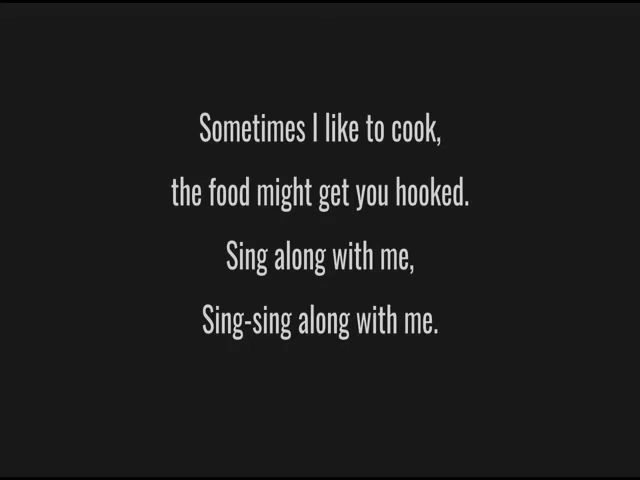 Sometimes I like to cook,
the food might get you hooked.
Sing along with me,
Sing-sing along with me.